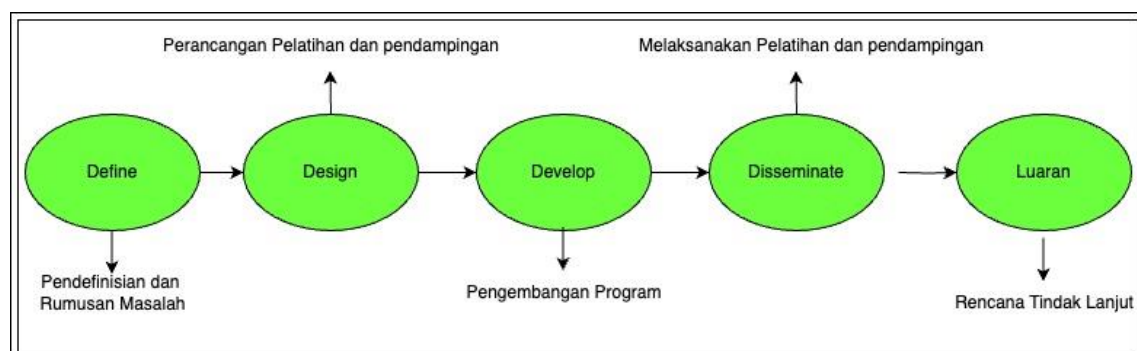 Perancangan Pelatihan dan pendampingan
Melaksanakan Pelatihan dan pendampingan
Define
Design
Develop
Disseminate
Luaran
Pendefinisian dan
Rumusan Masalah
Pengembangan Program
Rencana Tindak Lanjut